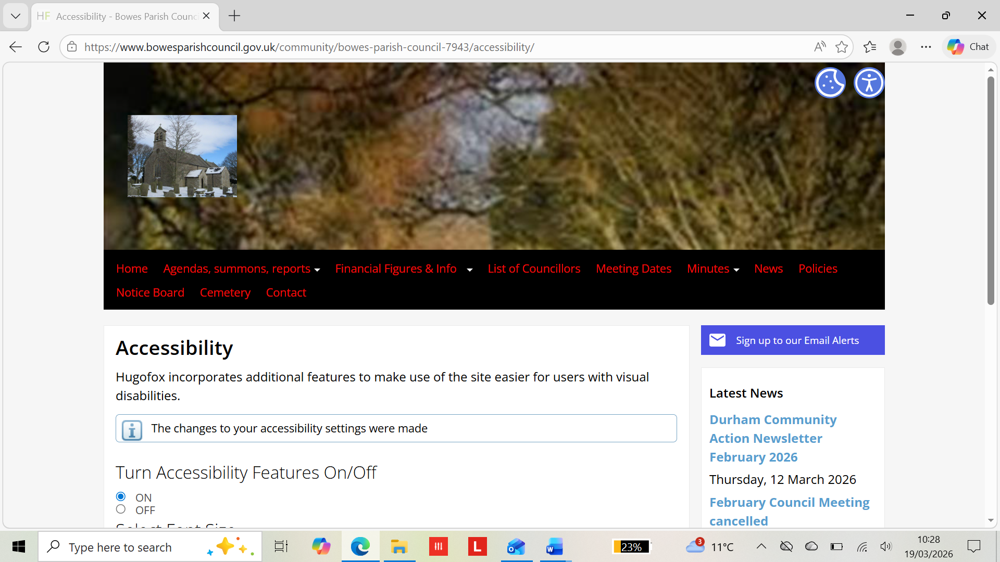 HF Accessibility - Bowes Parish Counc
https://www.bowesparishcouncil.gov.uk/community/bowes-parish-council-7943/accessibility/
Chat
Home Agendas, summons, reports Financial Figures & Info List of Councillors Meeting Dates Minutes News Policies
Notice Board Cemetery Contact
Accessibility
Hugofox incorporates additional features to make use of the site easier for users with visual
disabilities.
The changes to your accessibility settings were made
Turn Accessibility Features On/Off
ON
OFF
Select Font Size
Sign up to our Email Alerts
Latest News
Durham Community
Action Newsletter
February 2026
Thursday, 12 March 2026
February Council Meeting
cancelled
Type here to search
L
O
W
23%
3
11°C
10:28
19/03/2026